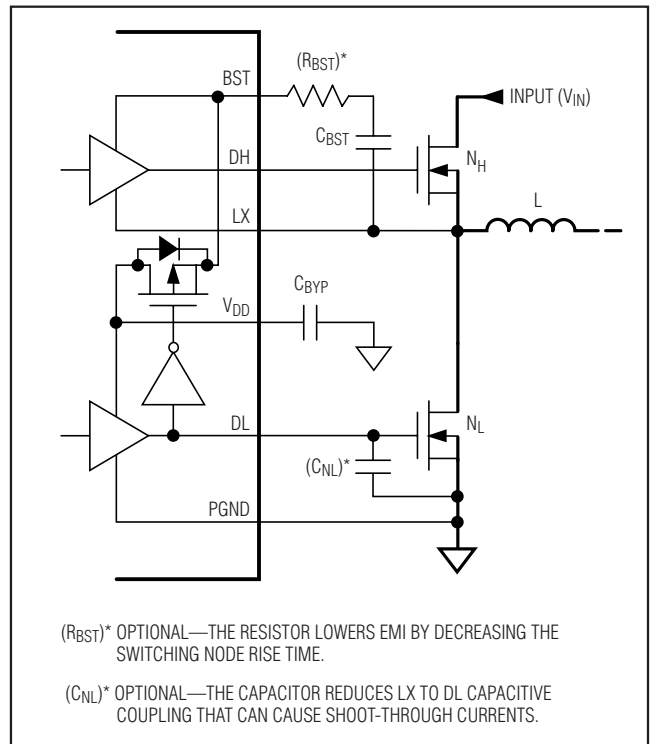 (RBST)*
BST
INPUT (VIN)
CBST
DH
NH
LX
L
CBYP
VDD
DL
NL
(CNL)*
PGND
(RBST)* OPTIONAL—THE RESISTOR LOWERS EMI BY DECREASING THE
SWITCHING NODE RISE TIME.
(CNL)* OPTIONAL—THE CAPACITOR REDUCES LX TO DL CAPACITIVE
COUPLING THAT CAN CAUSE SHOOT-THROUGH CURRENTS.